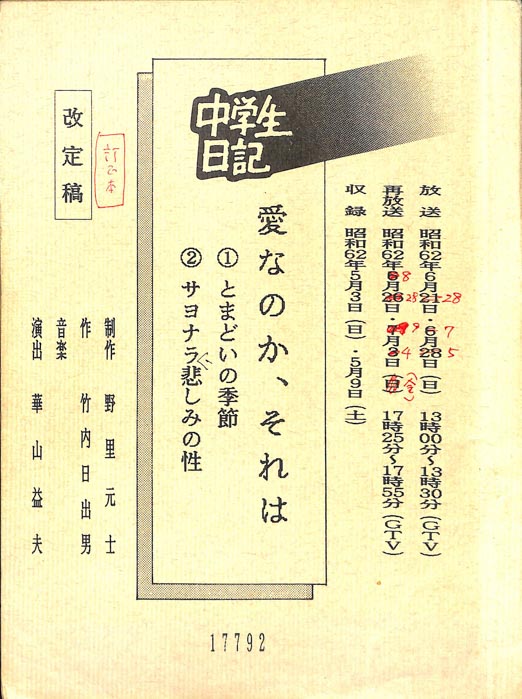 放送 昭和62年6月21日・6月28日(日) 13時00分〜13時30分(GTV)
再放送 昭和62年6月26日・7月3日 17時25分〜17時55分(GTV)
収録 昭和62年5月3日(日)・5月9日(土)
中学生
日記
愛なのか、それは
① とまどいの季節
② サヨナラ悲しみの性
改定稿
訂正本
制作 野里元士
作 竹内日出男
音楽
演出 華山益夫
17792